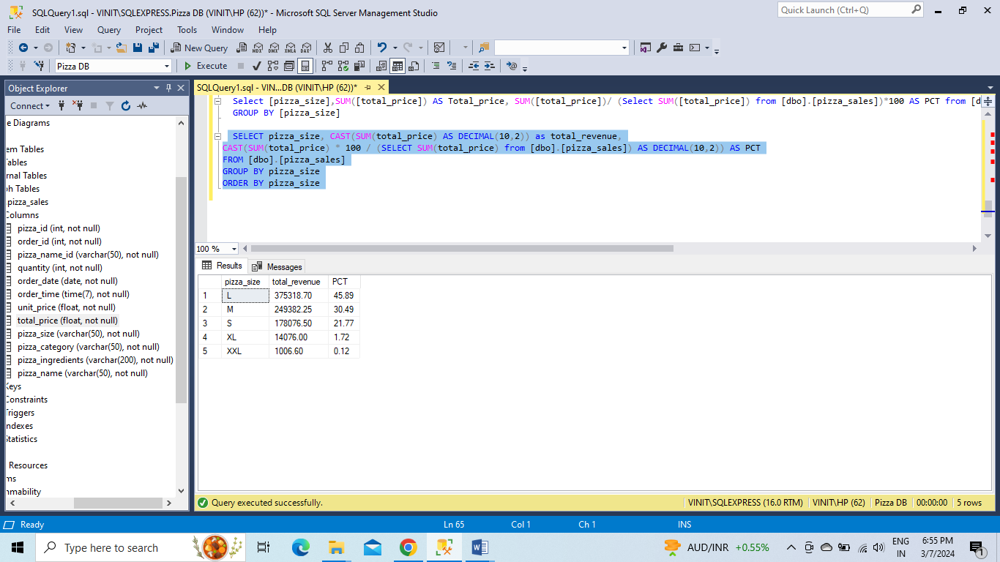 SQLQuery1.sql - VINIT\SQLEXPRESS.Pizza DB (VINIT\HP (62))* - Microsoft SQL Server Management Studio
Quick Launch (Ctrl+Q)
File Edit View Query Project Tools Window Help
New Query MDX DMX XMLA DAX
Pizza DB Execute
Object Explorer
SQLQuery1.sql - VIN...DB (VINIT\HP (62))*
Connect
e Diagrams
em Tables
ables
rnal Tables
h Tables
pizza_sales
Columns
pizza_id (int, not null)
order_id (int, not null)
pizza_name_id (varchar(50), not null)
quantity (int, not null)
order_date (date, not null)
order_time (time(7), not null)
unit_price (float, not null)
total_price (float, not null)
pizza_size (varchar(50), not null)
pizza_category (varchar(50), not null)
pizza_ingredients (varchar(200), not null)
pizza_name (varchar(50), not null)
Keys
Constraints
Triggers
ndexes
Statistics
Resources
ms
mmability
Select [pizza_size],SUM([total_price]) AS Total_price, SUM([total_price])/ (Select SUM([total_price]) from [dbo].[pizza_sales])*100 AS PCT from [d
GROUP BY [pizza_size]
SELECT pizza_size, CAST(SUM(total_price) AS DECIMAL(10,2)) as total_revenue,
CAST(SUM(total_price) * 100 / (SELECT SUM(total_price) from [dbo].[pizza_sales]) AS DECIMAL(10,2)) AS PCT
FROM [dbo].[pizza_sales]
GROUP BY pizza_size
ORDER BY pizza_size
100 %
Results Messages
pizza_size total_revenue PCT
1 L 375318.70 45.89
2 M 249382.25 30.49
3 S 178076.50 21.77
4 XL 14076.00 1.72
5 XXL 1006.60 0.12
Query executed successfully. VINIT\SQLEXPRESS (16.0 RTM) VINIT\HP (62) Pizza DB 00:00:00 5 rows
Ready Ln 65 Col 1 Ch 1 INS
Type here to search
AUD/INR +0.55%
ENG
IN
6:55 PM
3/7/2024
1